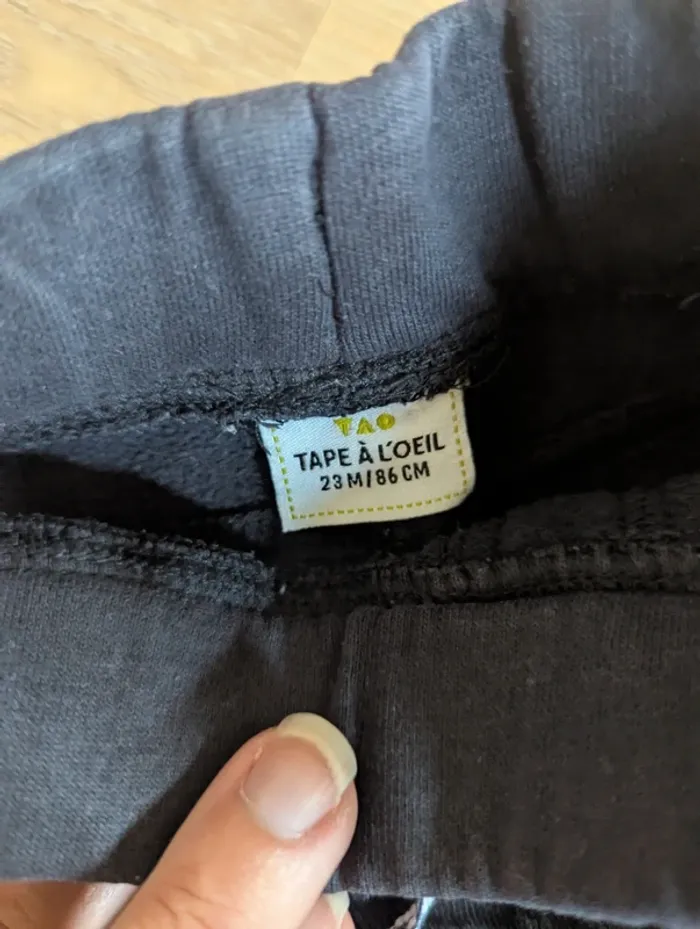 TAO
TAPE À L'OEIL
23 M/86 CM